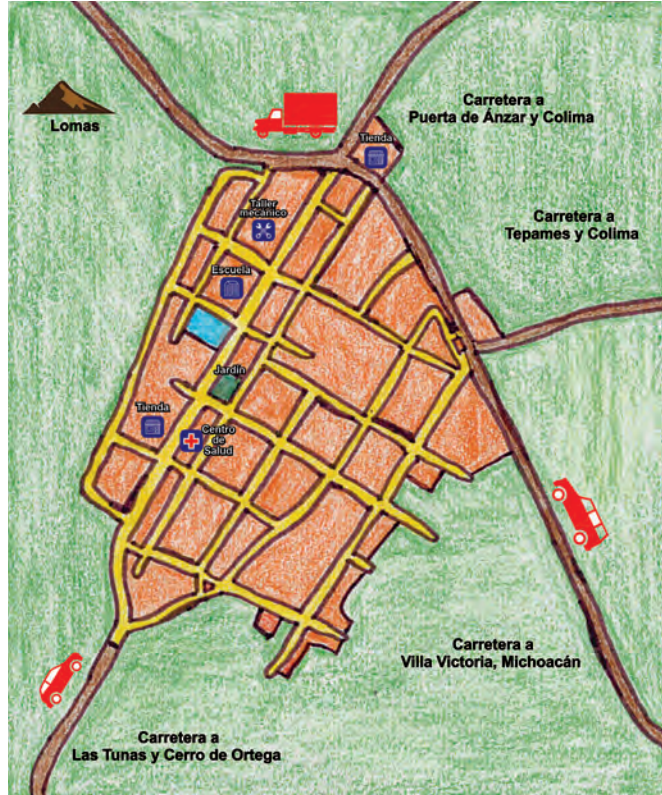 Lomas
Carretera a
Puerta de Ánzar y Colima
Tienda
Carretera a
Tepames y Colima
Taller
mecánico
Escuela
Jardín
Tienda
Centro
de
Salud
Carretera a
Villa Victoria, Michoacán
Carretera a
Las Tunas y Cerro de Ortega